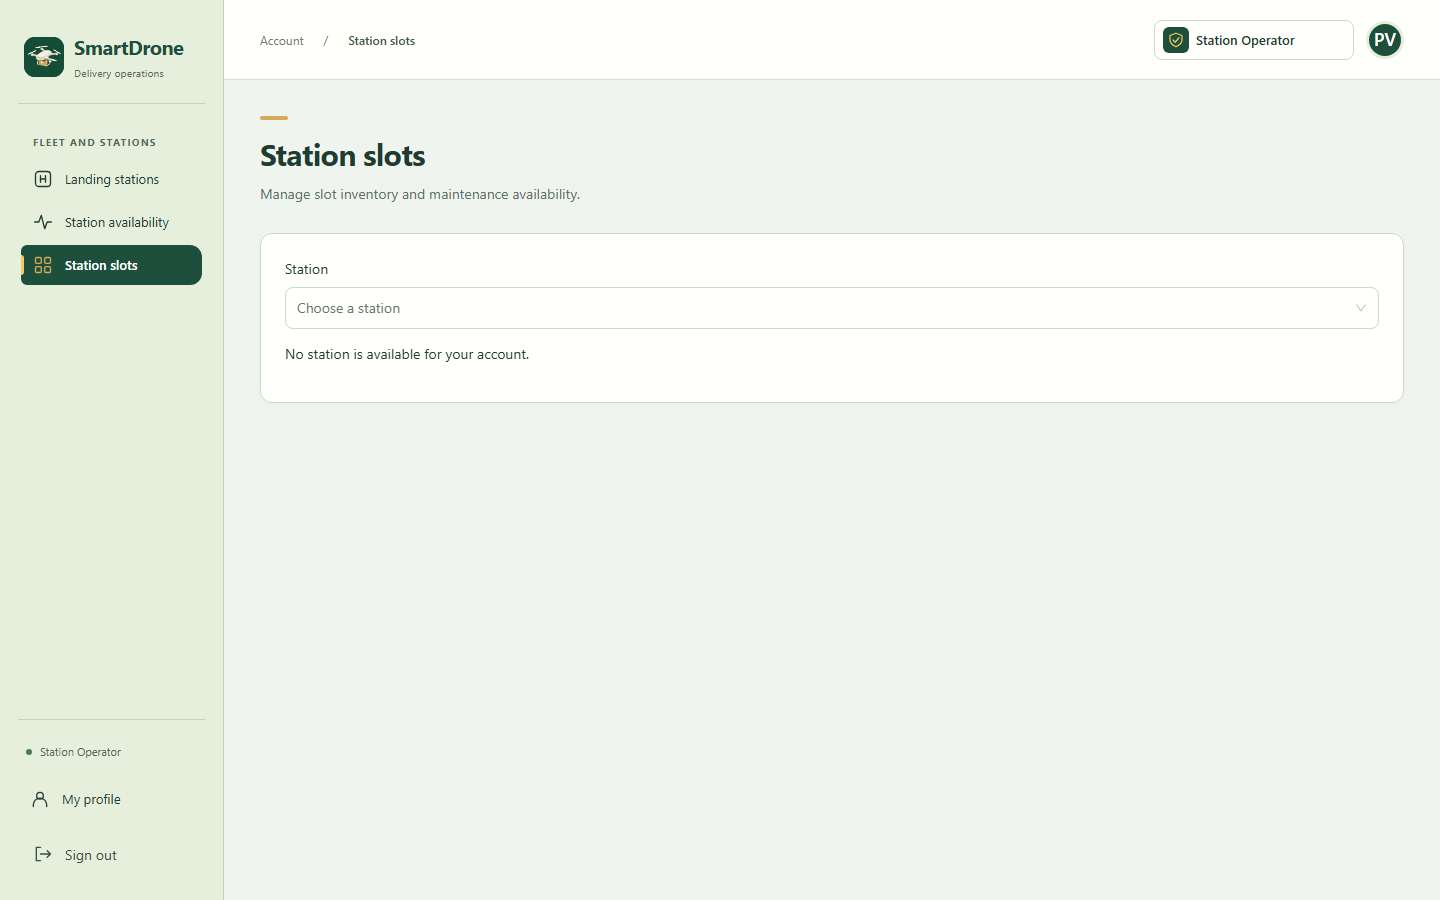 SmartDrone
Delivery operations
FLEET AND STATIONS
Landing stations
Station availability
Station slots
Station Operator
My profile
Sign out
Account / Station slots
Station Operator
PV
Station slots
Manage slot inventory and maintenance availability.
Station
Choose a station
No station is available for your account.